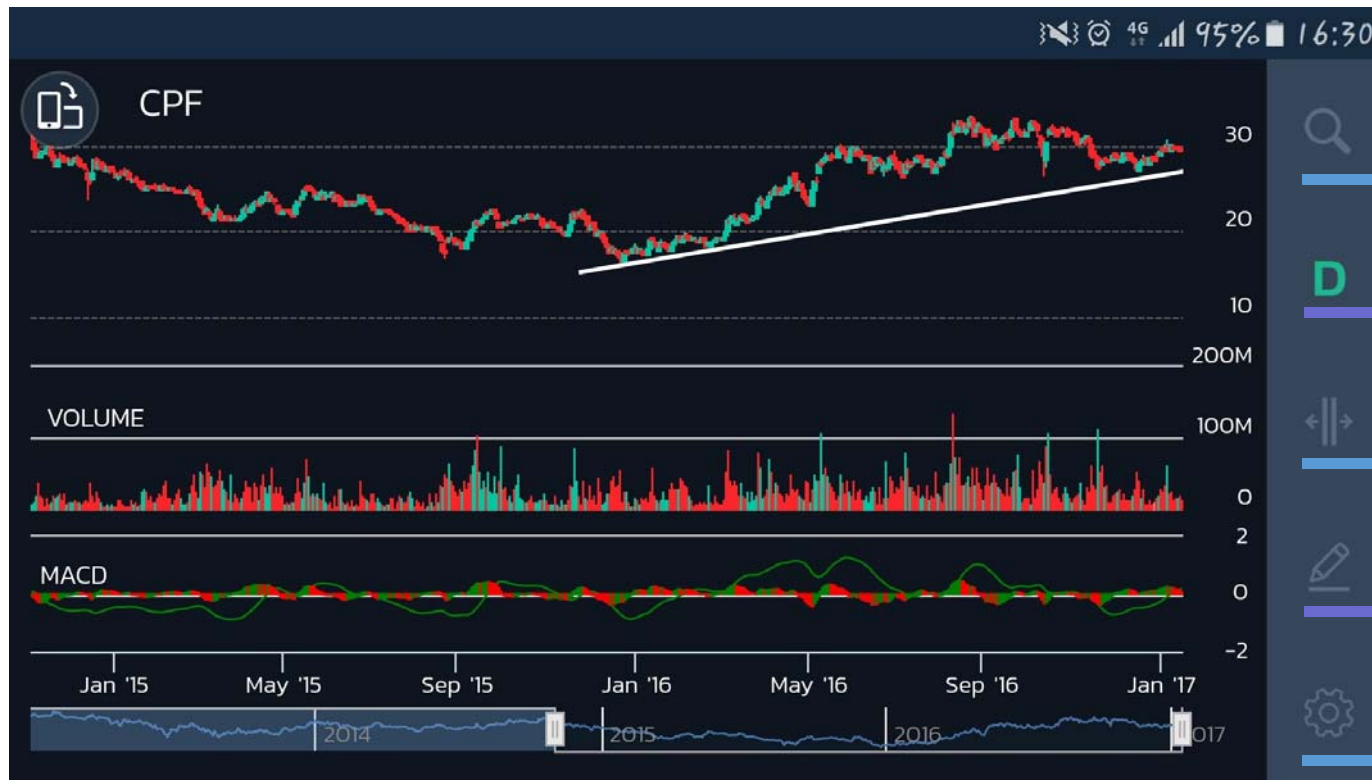 4G 95% 16:30
CPF
30
20
D
10
200M
VOLUME
100M
0
2
MACD
0
-2
Jan '15 May '15 Sep '15 Jan '16 May '16 Sep '16 Jan '17
2014 2015 2016 017